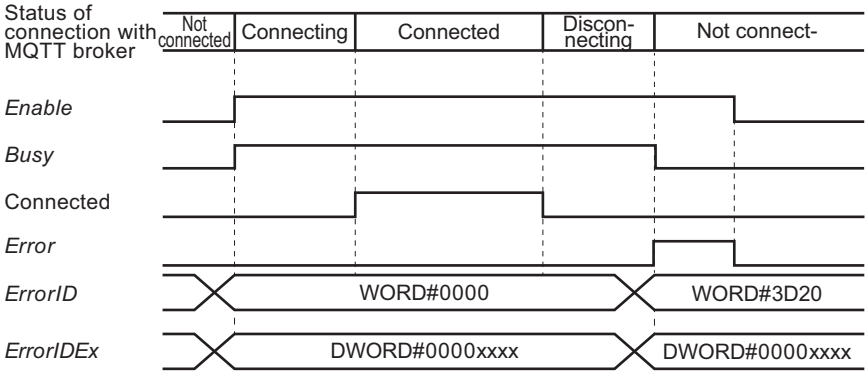 Status of
connection with
MQTT broker
Not
connected
Connecting
Connected
Discon-
necting
Not connect-
Enable
Busy
Connected
Error
ErrorID
WORD#0000
WORD#3D20
ErrorIDEx
DWORD#0000xxxx
DWORD#0000xxxx